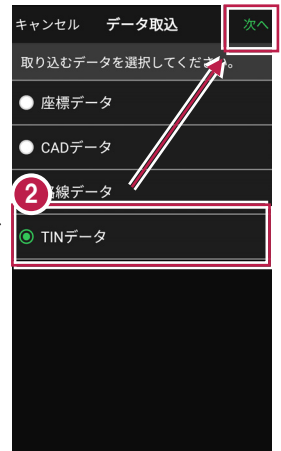 キャンセル データ取込 次へ
取り込むデータを選択してください。
座標データ
CADデータ
2 線データ
TINデータ